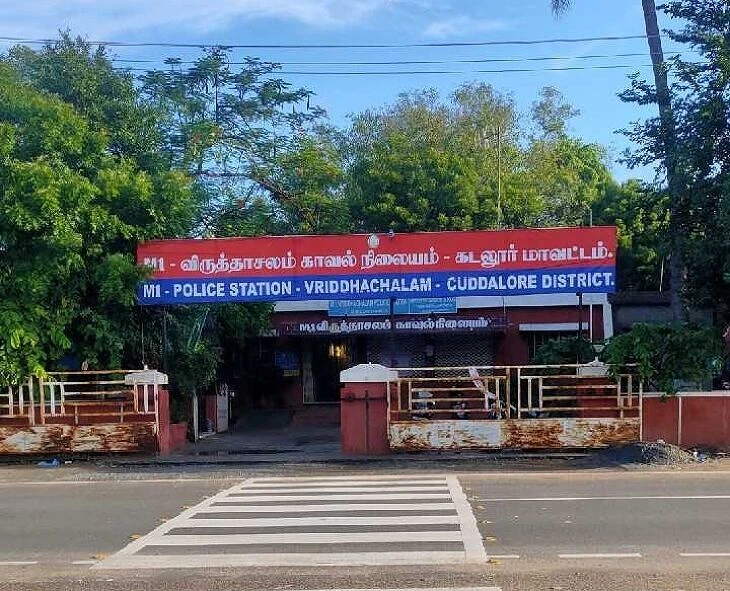 M1 - விருத்தாசலம் காவல் நிலையம் - கடலூர் மாவட்டம்.
M1 - POLICE STATION - VRIDDHACHALAM - CUDDALORE DISTRICT.
M1 விருத்தாசலம் காவல் நிலையம்